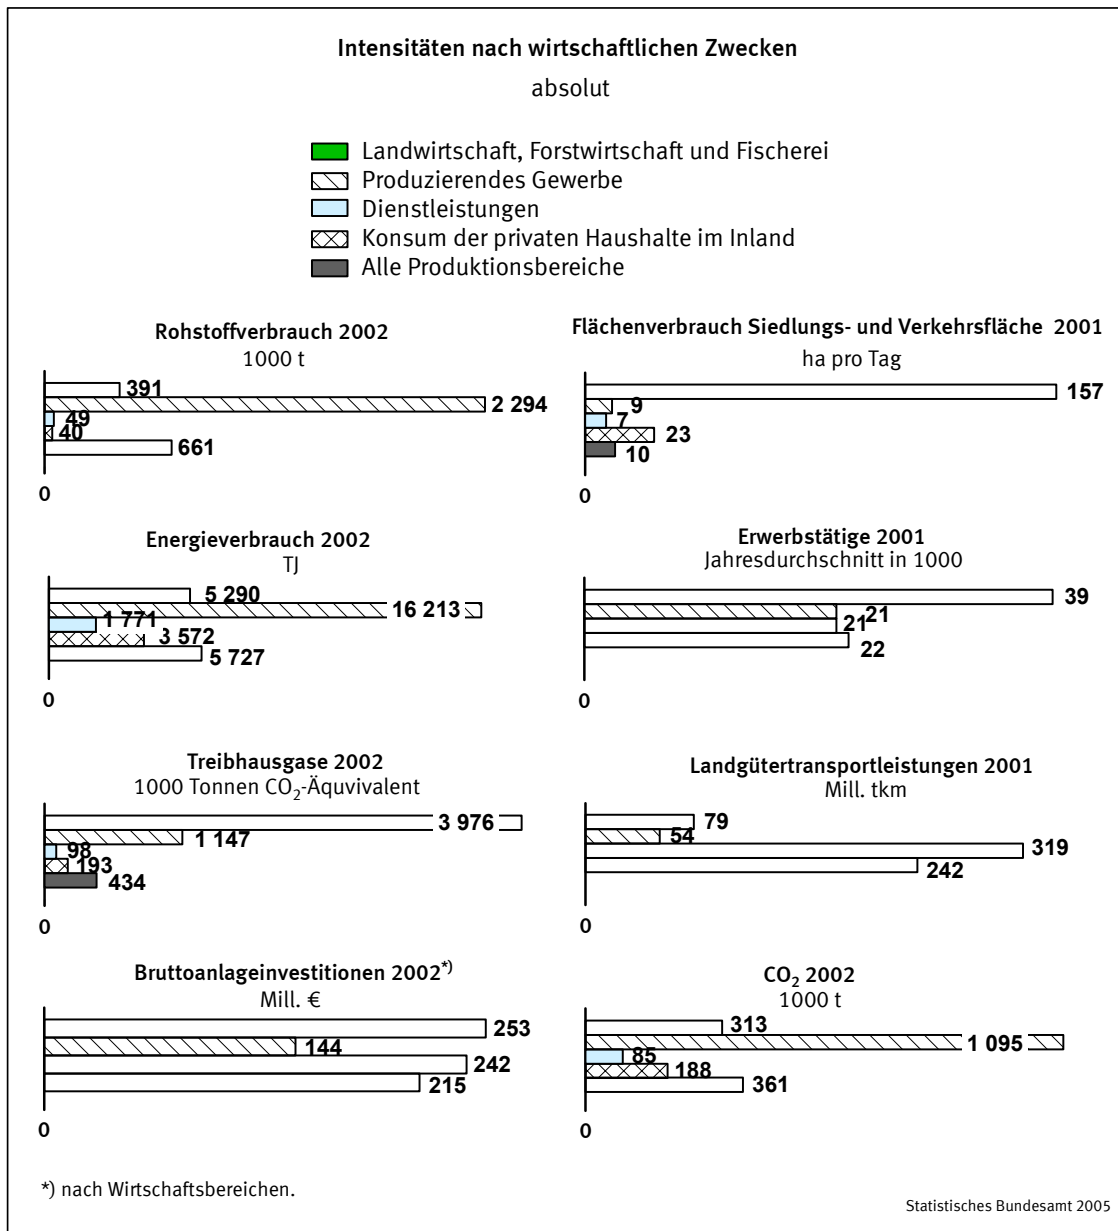 Intensitäten nach wirtschaftlichen Zwecken
absolut
Landwirtschaft, Forstwirtschaft und Fischerei
Produzierendes Gewerbe
Dienstleistungen
Konsum der privaten Haushalte im Inland
Alle Produktionsbereiche
Rohstoffverbrauch 2002
1000 t
391
2 294
49
40
661
0
Flächenverbrauch Siedlungs- und Verkehrsfläche 2001
ha pro Tag
157
9
7
23
10
0
Energieverbrauch 2002
TJ
5 290
16 213
1 771
3 572
5 727
0
Erwerbstätige 2001
Jahresdurchschnitt in 1000
39
21
21
22
0
Treibhausgase 2002
1000 Tonnen CO₂-Äquvivalent
3 976
1 147
98
193
434
0
Landgütertransportleistungen 2001
Mill. tkm
79
54
319
242
0
Bruttoanlageinvestitionen 2002*)
Mill. €
253
144
242
215
0
CO₂ 2002
1000 t
313
1 095
85
188
361
0
*) nach Wirtschaftsbereichen.
Statistisches Bundesamt 2005